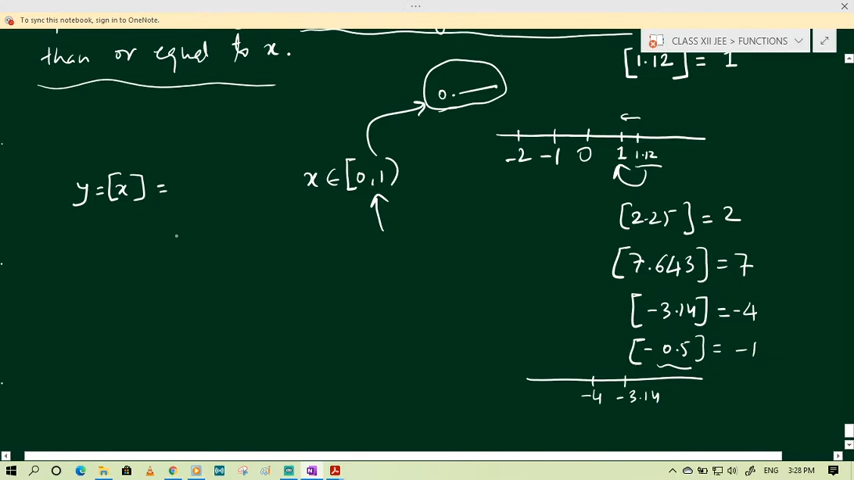 To sync this notebook, sign in to OneNote.
CLASS XII JEE > FUNCTIONS
than or equal to x.
[1.12] = 1
0.
-2 -1 0 1 1.12
x ∈ [0,1)
y=[x] =
[2.25] = 2
[7.643] = 7
[-3.14] = -4
[-0.5] = -1
-4 -3.14
ENG 3:28 PM